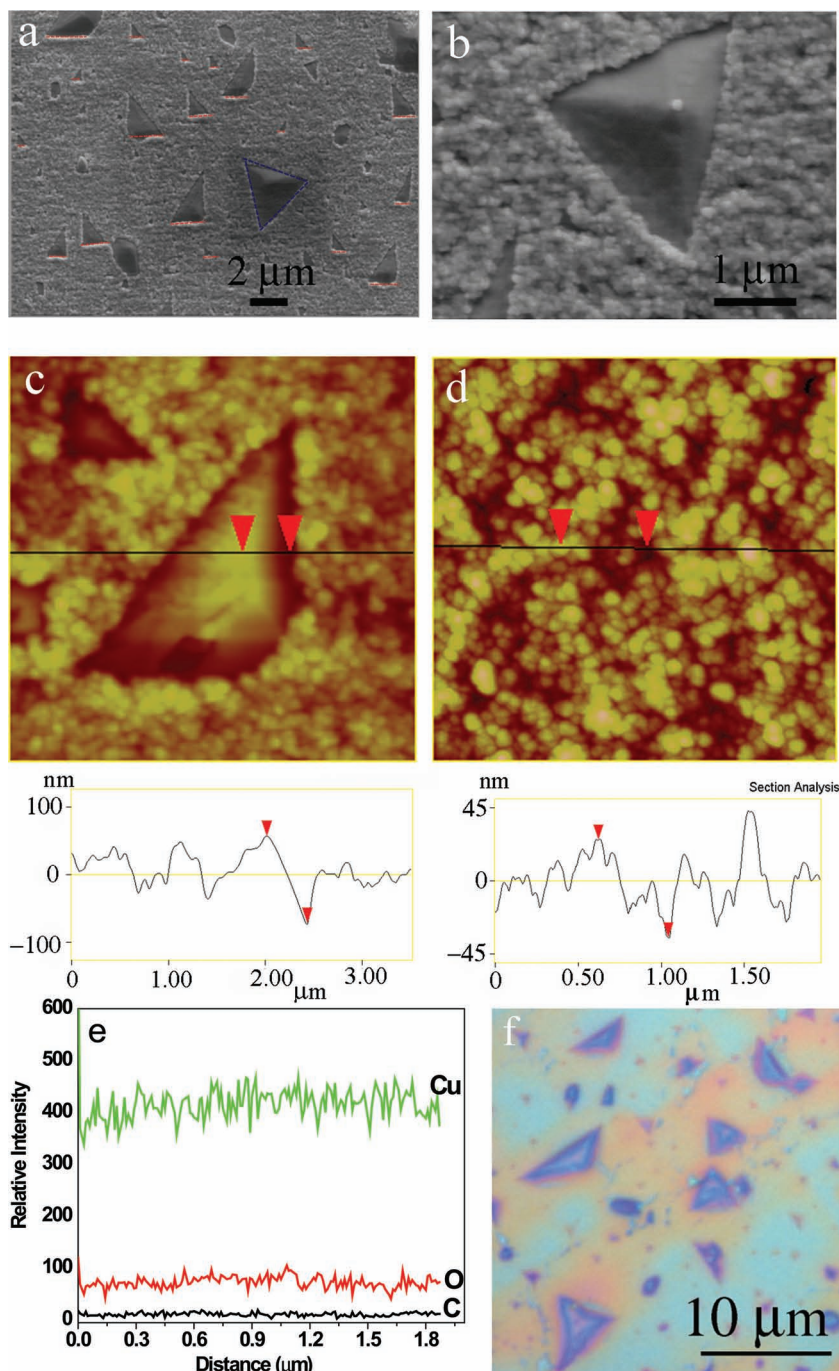 a
b
2 μm
1 μm
c
d
nm
100
0
−100
0
1.00
2.00
3.00
μm
nm
Section Analysis
45
0
−45
0
0.50
1.00
1.50
μm
e
600
500
400
300
200
100
0
Relative Intensity
Cu
O
C
0.0
0.3
0.6
0.9
1.2
1.5
1.8
Distance (μm)
f
10 μm